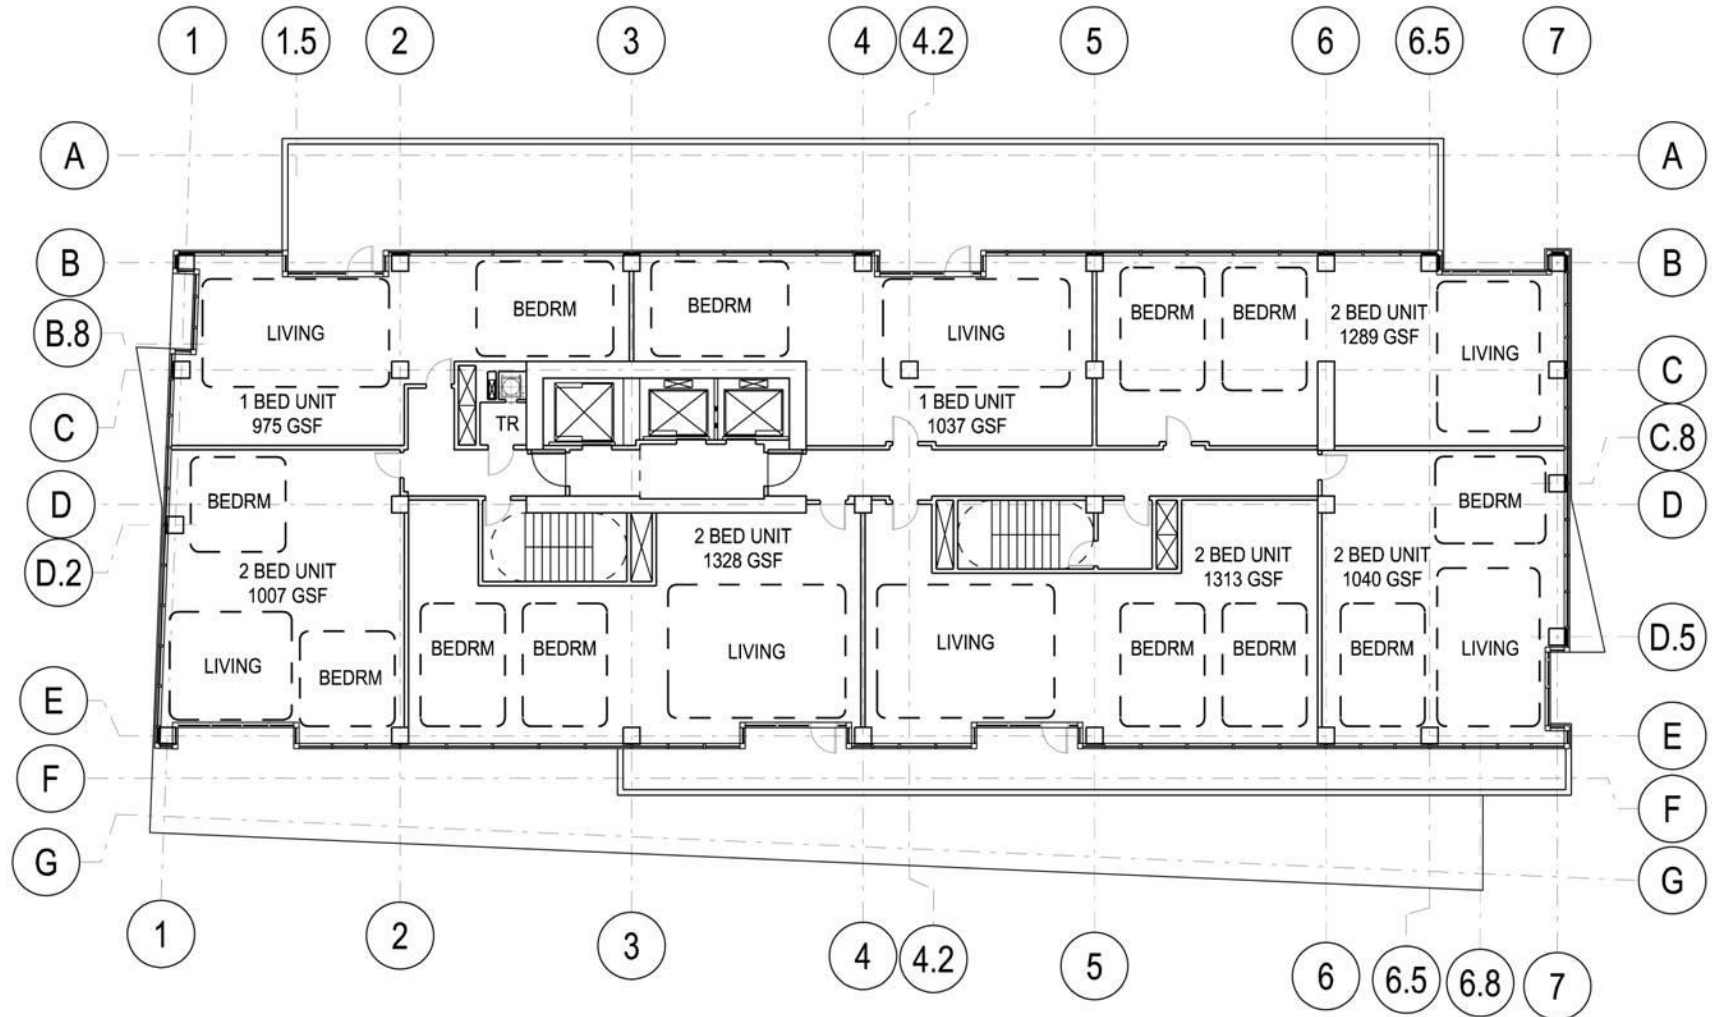 1
1.5
2
3
4
4.2
5
6
6.5
7
A
A
B
B
BEDRM
BEDRM
BEDRM
BEDRM
2 BED UNIT
1289 GSF
B.8
LIVING
LIVING
LIVING
C
C
1 BED UNIT
975 GSF
TR
1 BED UNIT
1037 GSF
C.8
D
D
BEDRM
BEDRM
D.2
2 BED UNIT
1007 GSF
2 BED UNIT
1328 GSF
2 BED UNIT
1313 GSF
2 BED UNIT
1040 GSF
D.5
LIVING
BEDRM
BEDRM
BEDRM
LIVING
LIVING
BEDRM
BEDRM
BEDRM
LIVING
E
E
F
F
G
G
1
2
3
4
4.2
5
6
6.5
6.8
7